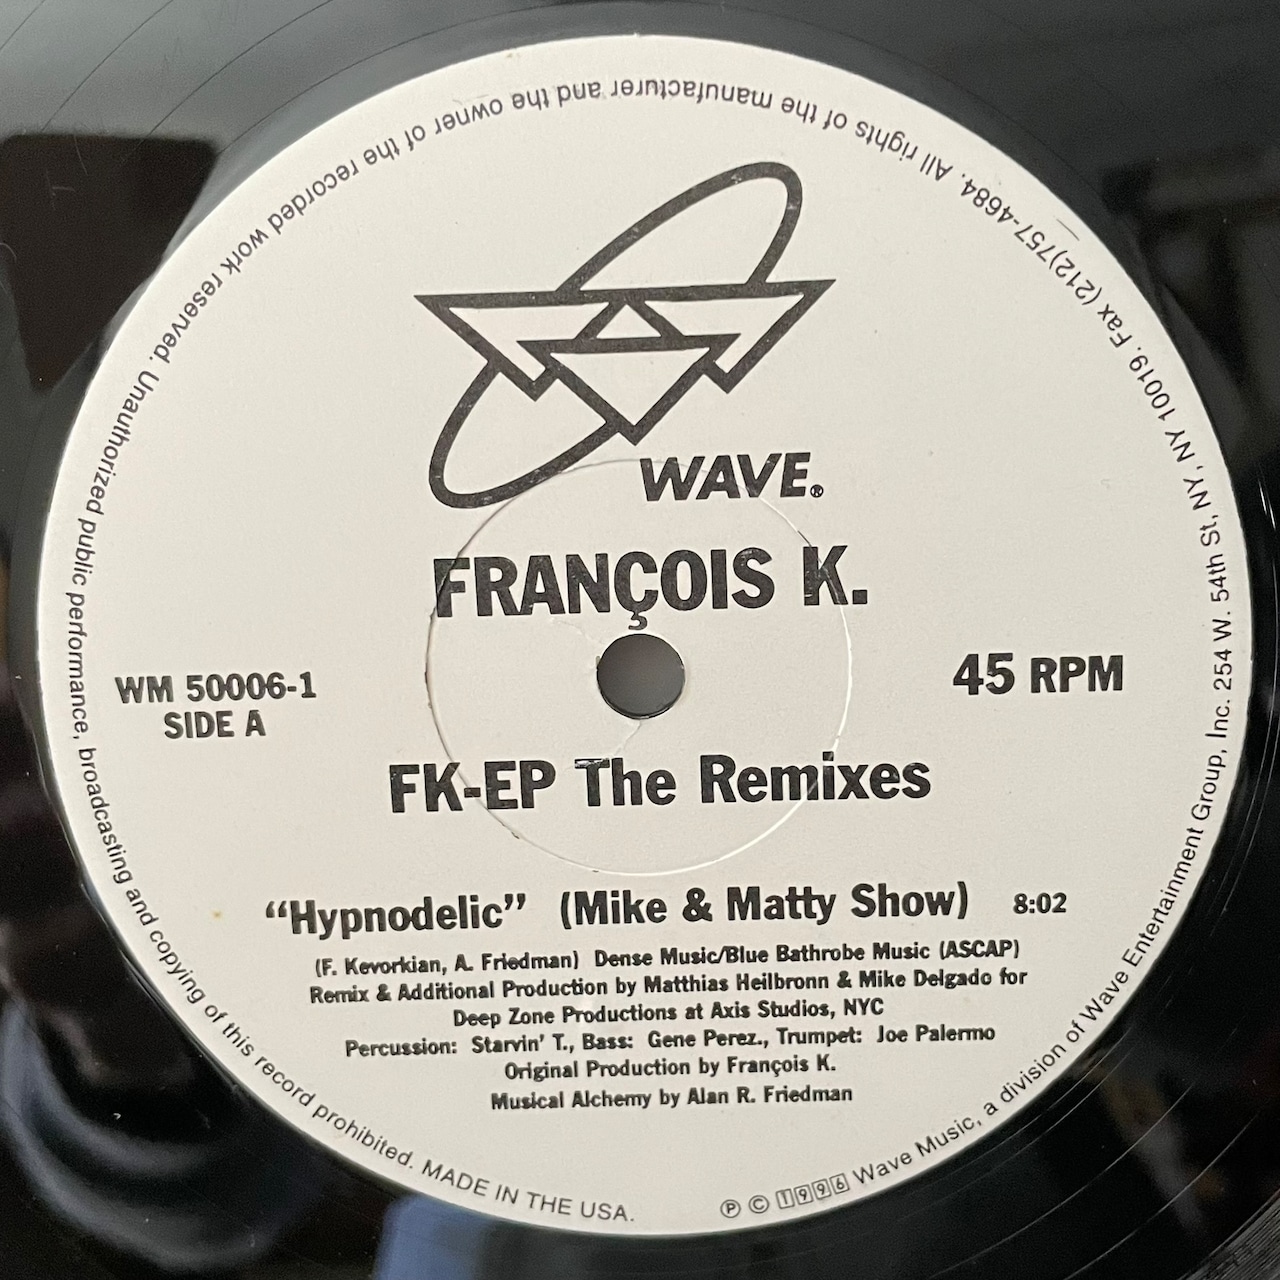 WAVE.®
FRANÇOIS K.
WM 50006-1
SIDE A
45 RPM
FK-EP The Remixes
“Hypnodelic” (Mike & Matty Show) 8:02
(F. Kevorkian, A. Friedman) Dense Music/Blue Bathrobe Music (ASCAP)
Remix & Additional Production by Matthias Heilbronn & Mike Delgado for
Deep Zone Productions at Axis Studios, NYC
Percussion: Starvin' T., Bass: Gene Perez., Trumpet: Joe Palermo
Original Production by François K.
Musical Alchemy by Alan R. Friedman
℗ © 1996 Wave Music, a division of Wave Entertainment Group, Inc. 254 W. 54th St, NY, NY 10019. Fax (212)757-4684. All rights of the manufacturer and the owner of the recorded work reserved. Unauthorized public performance, broadcasting and copying of this record prohibited. MADE IN THE USA.